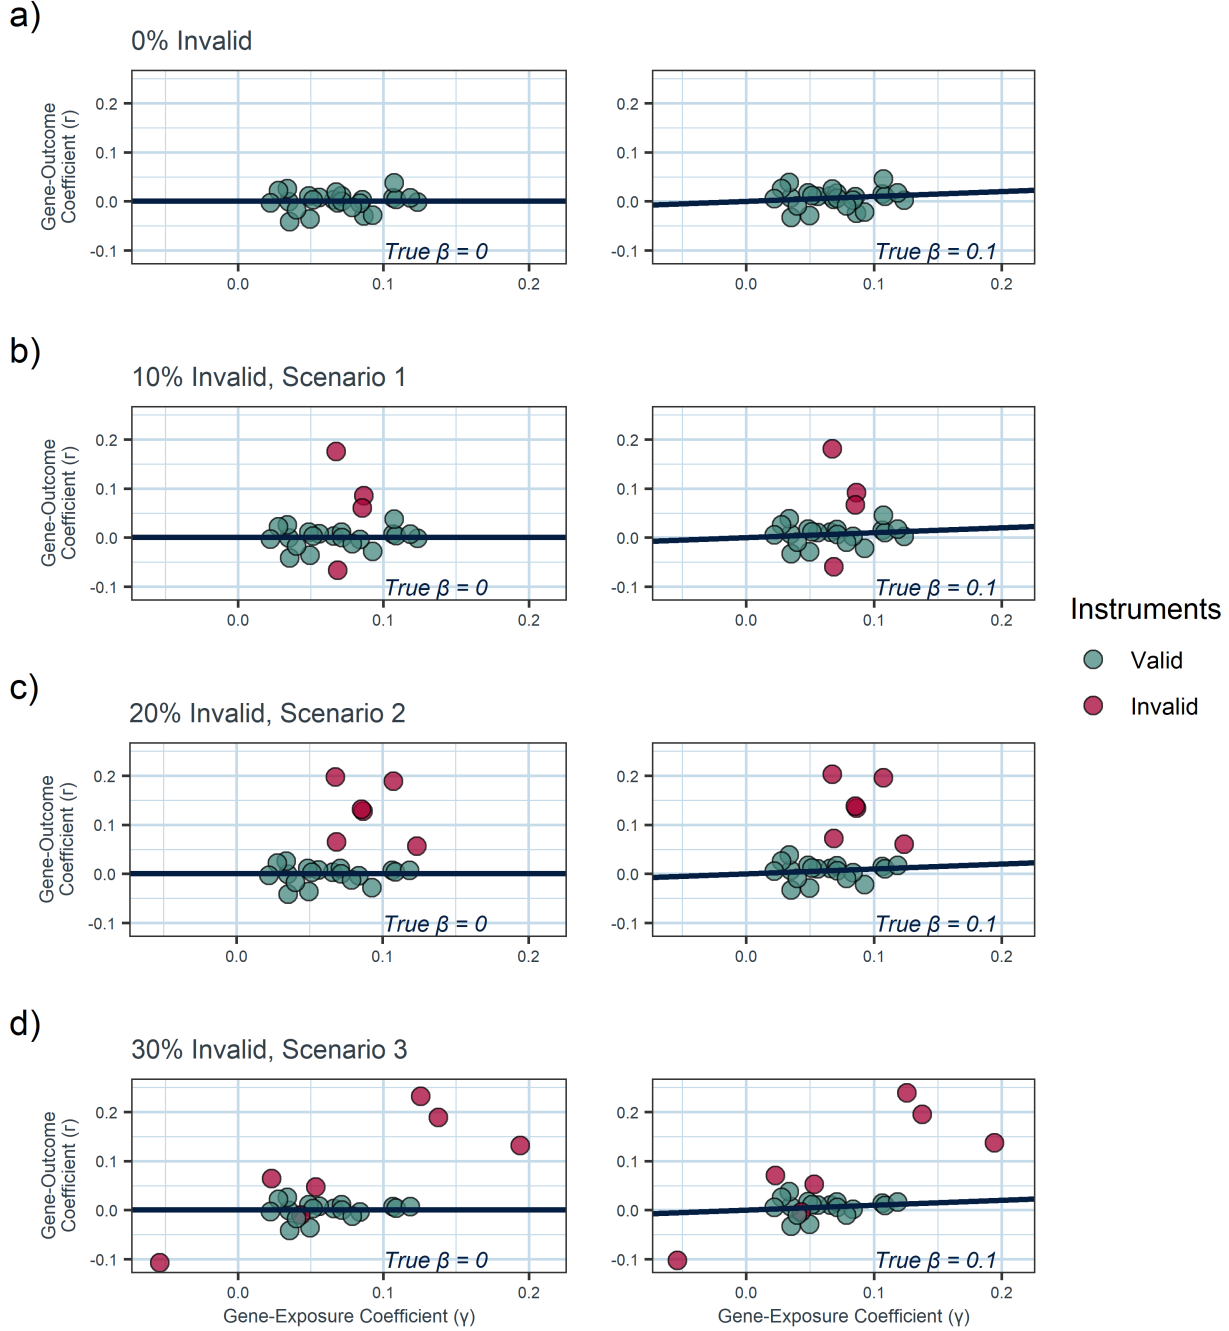 a)
0% Invalid
Gene-Outcome
Coefficient (r)
0.2
0.1
0.0
-0.1
True β = 0
0.0
0.1
0.2
0.2
0.1
0.0
-0.1
True β = 0.1
0.0
0.1
0.2
b)
10% Invalid, Scenario 1
Gene-Outcome
Coefficient (r)
0.2
0.1
0.0
-0.1
True β = 0
0.0
0.1
0.2
0.2
0.1
0.0
-0.1
True β = 0.1
0.0
0.1
0.2
Instruments
Valid
Invalid
c)
20% Invalid, Scenario 2
Gene-Outcome
Coefficient (r)
0.2
0.1
0.0
-0.1
True β = 0
0.0
0.1
0.2
0.2
0.1
0.0
-0.1
True β = 0.1
0.0
0.1
0.2
d)
30% Invalid, Scenario 3
Gene-Outcome
Coefficient (r)
0.2
0.1
0.0
-0.1
True β = 0
0.0
0.1
0.2
Gene-Exposure Coefficient (γ)
0.2
0.1
0.0
-0.1
True β = 0.1
0.0
0.1
0.2
Gene-Exposure Coefficient (γ)